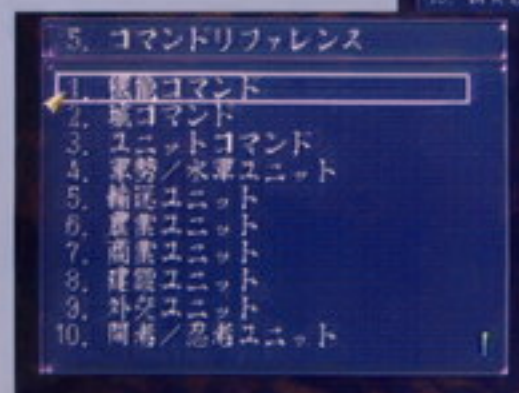 5. コマンドリファレンス
1. 機能コマンド
2. 城コマンド
3. ユニットコマンド
4. 軍勢／水軍ユニット
5. 輸送ユニット
6. 農業ユニット
7. 商業ユニット
8. 建設ユニット
9. 外交ユニット
10. 間者／忍者ユニット